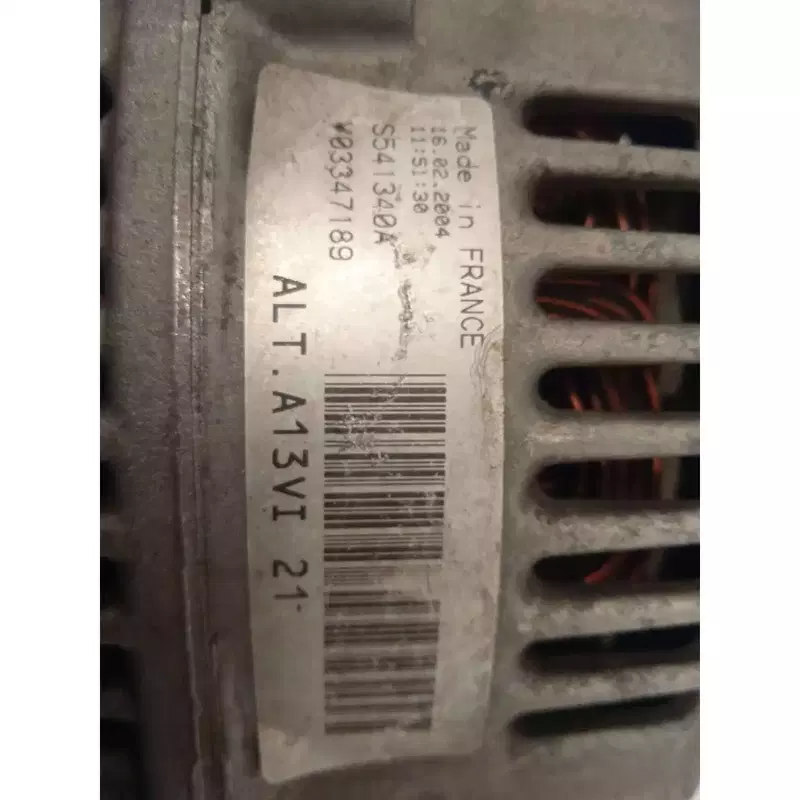 Made in FRANCE
16.02.2004
11:51:30
S541340A
V03347189
ALT.A13VI 21